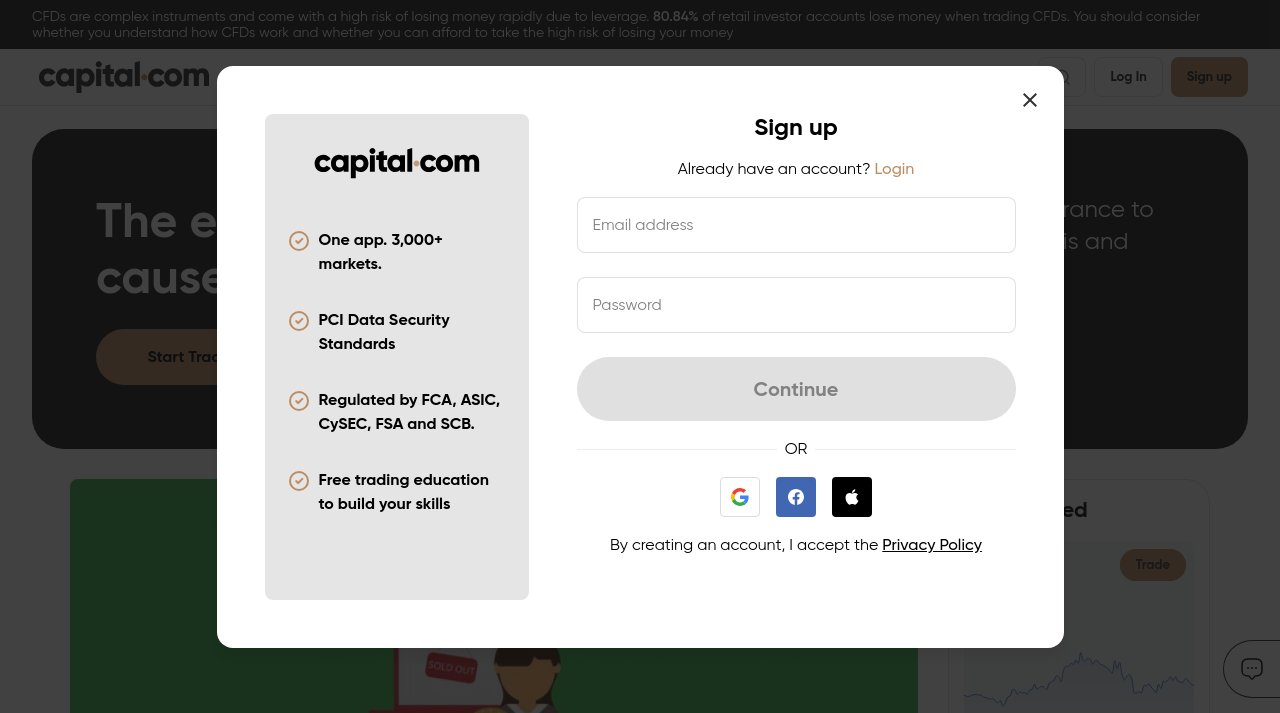 CFDs are complex instruments and come with a high risk of losing money rapidly due to leverage. 80.84% of retail investor accounts lose money when trading CFDs. You should consider
whether you understand how CFDs work and whether you can afford to take the high risk of losing your money
capital.com
Log In
Sign up
The e
cause
rance to
is and
Start Trad
capital.com
One app. 3,000+
markets.
PCI Data Security
Standards
Regulated by FCA, ASIC,
CySEC, FSA and SCB.
Free trading education
to build your skills
Sign up
Already have an account? Login
Email address
Password
Continue
OR
By creating an account, I accept the Privacy Policy
ed
Trade
SOLD OUT